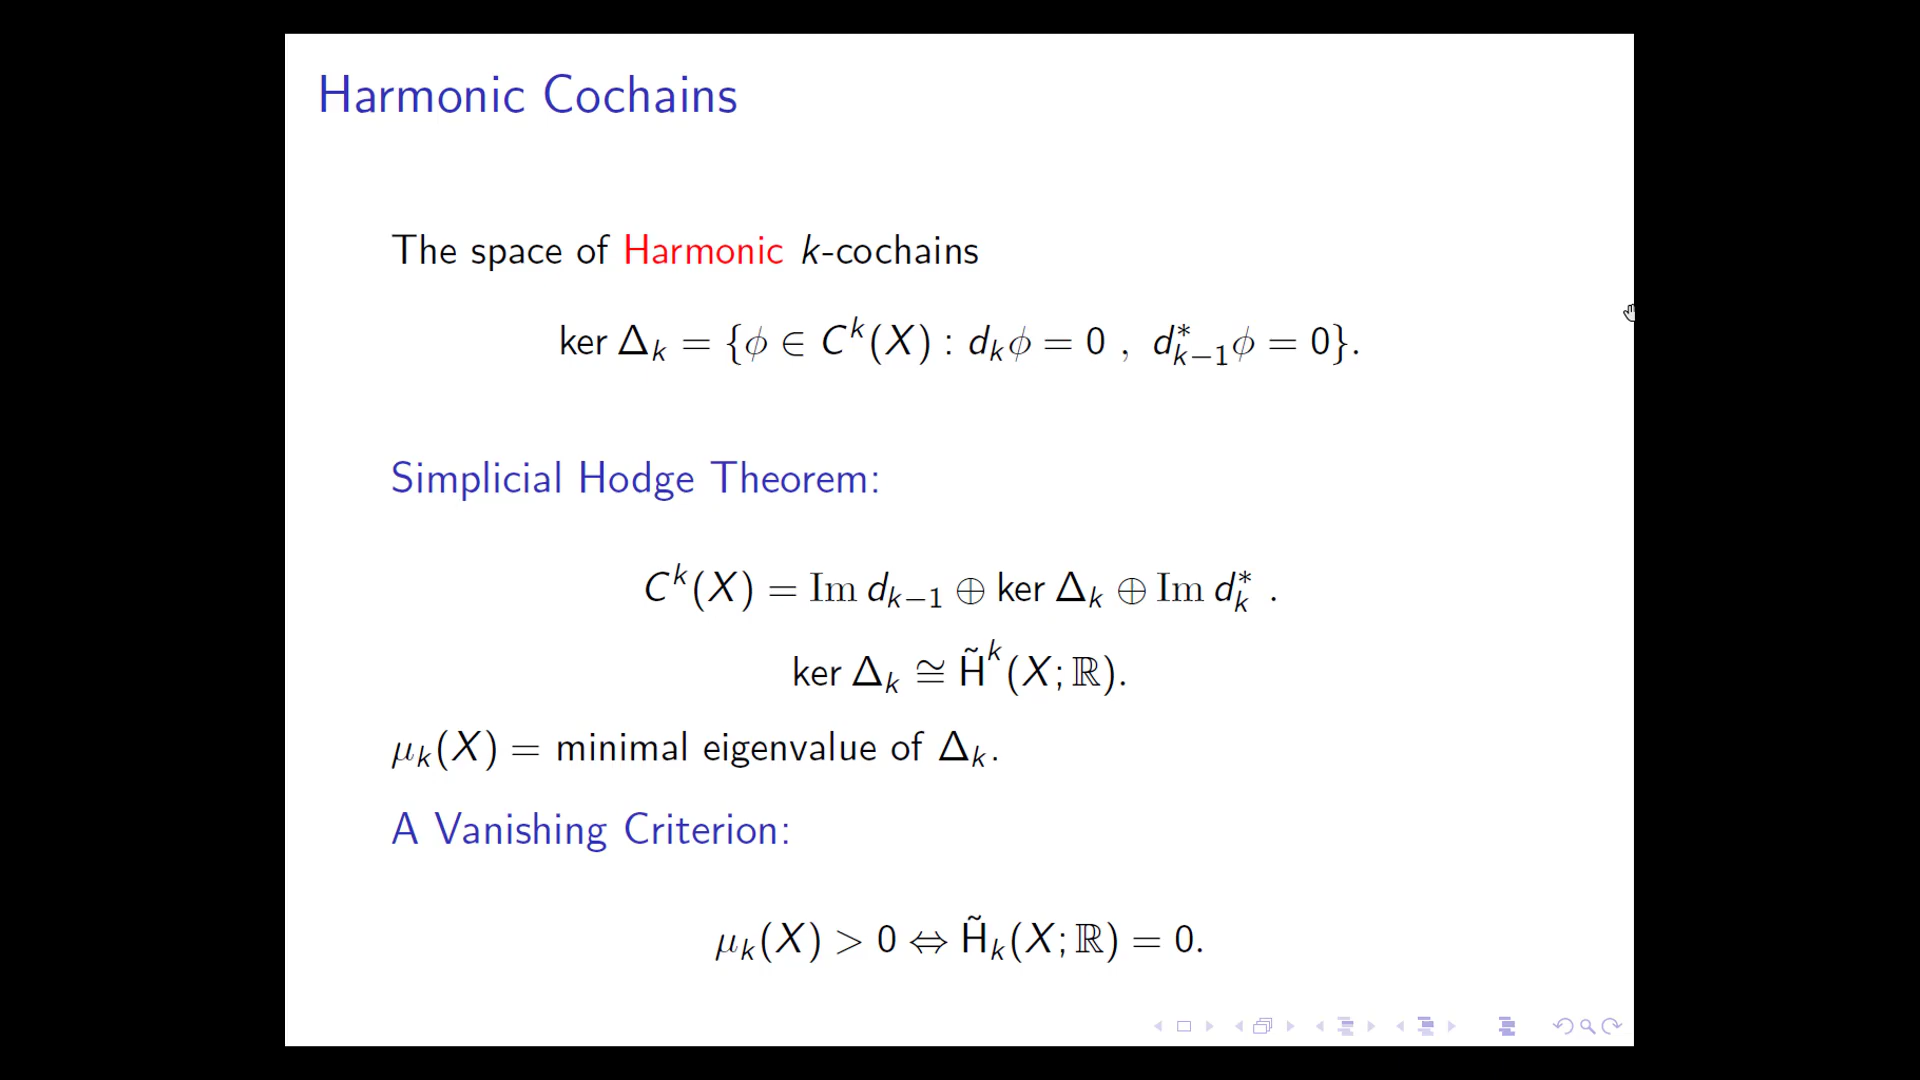 Harmonic Cochains
The space of Harmonic k-cochains
ker Δ_k = {ϕ ∈ C^k(X) : d_kϕ = 0 , d^*_{k−1}ϕ = 0}.
Simplicial Hodge Theorem:
C^k(X) = Im d_{k−1} ⊕ ker Δ_k ⊕ Im d^*_k .
ker Δ_k ≅ H̃^k(X; ℝ).
μ_k(X) = minimal eigenvalue of Δ_k.
A Vanishing Criterion:
μ_k(X) > 0 ⇔ H̃_k(X; ℝ) = 0.